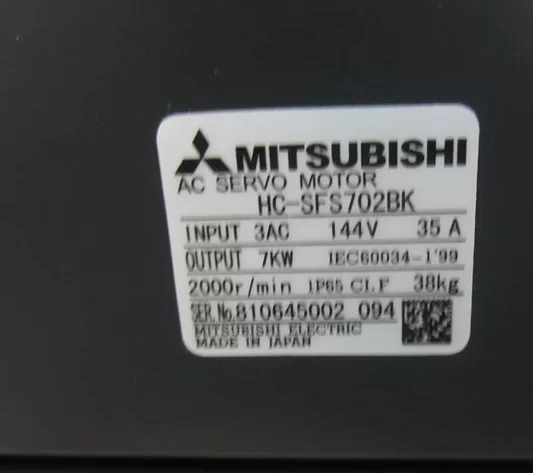 MITSUBISHI
AC SERVO MOTOR
HC-SFS702BK
INPUT 3AC 144V 35 A
OUTPUT 7KW IEC60034-1'99
2000r/min IP65 Cl.F 38kg
SER.No.810645002 094
MITSUBISHI ELECTRIC
MADE IN JAPAN